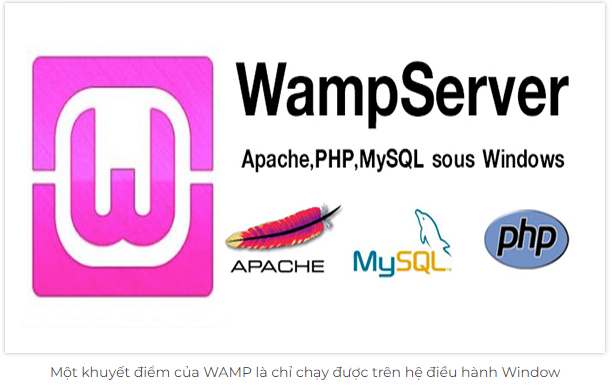 WampServer
Apache,PHP,MySQL sous Windows
APACHE
MySQL
php
Một khuyết điểm của WAMP là chỉ chạy được trên hệ điều hành Window